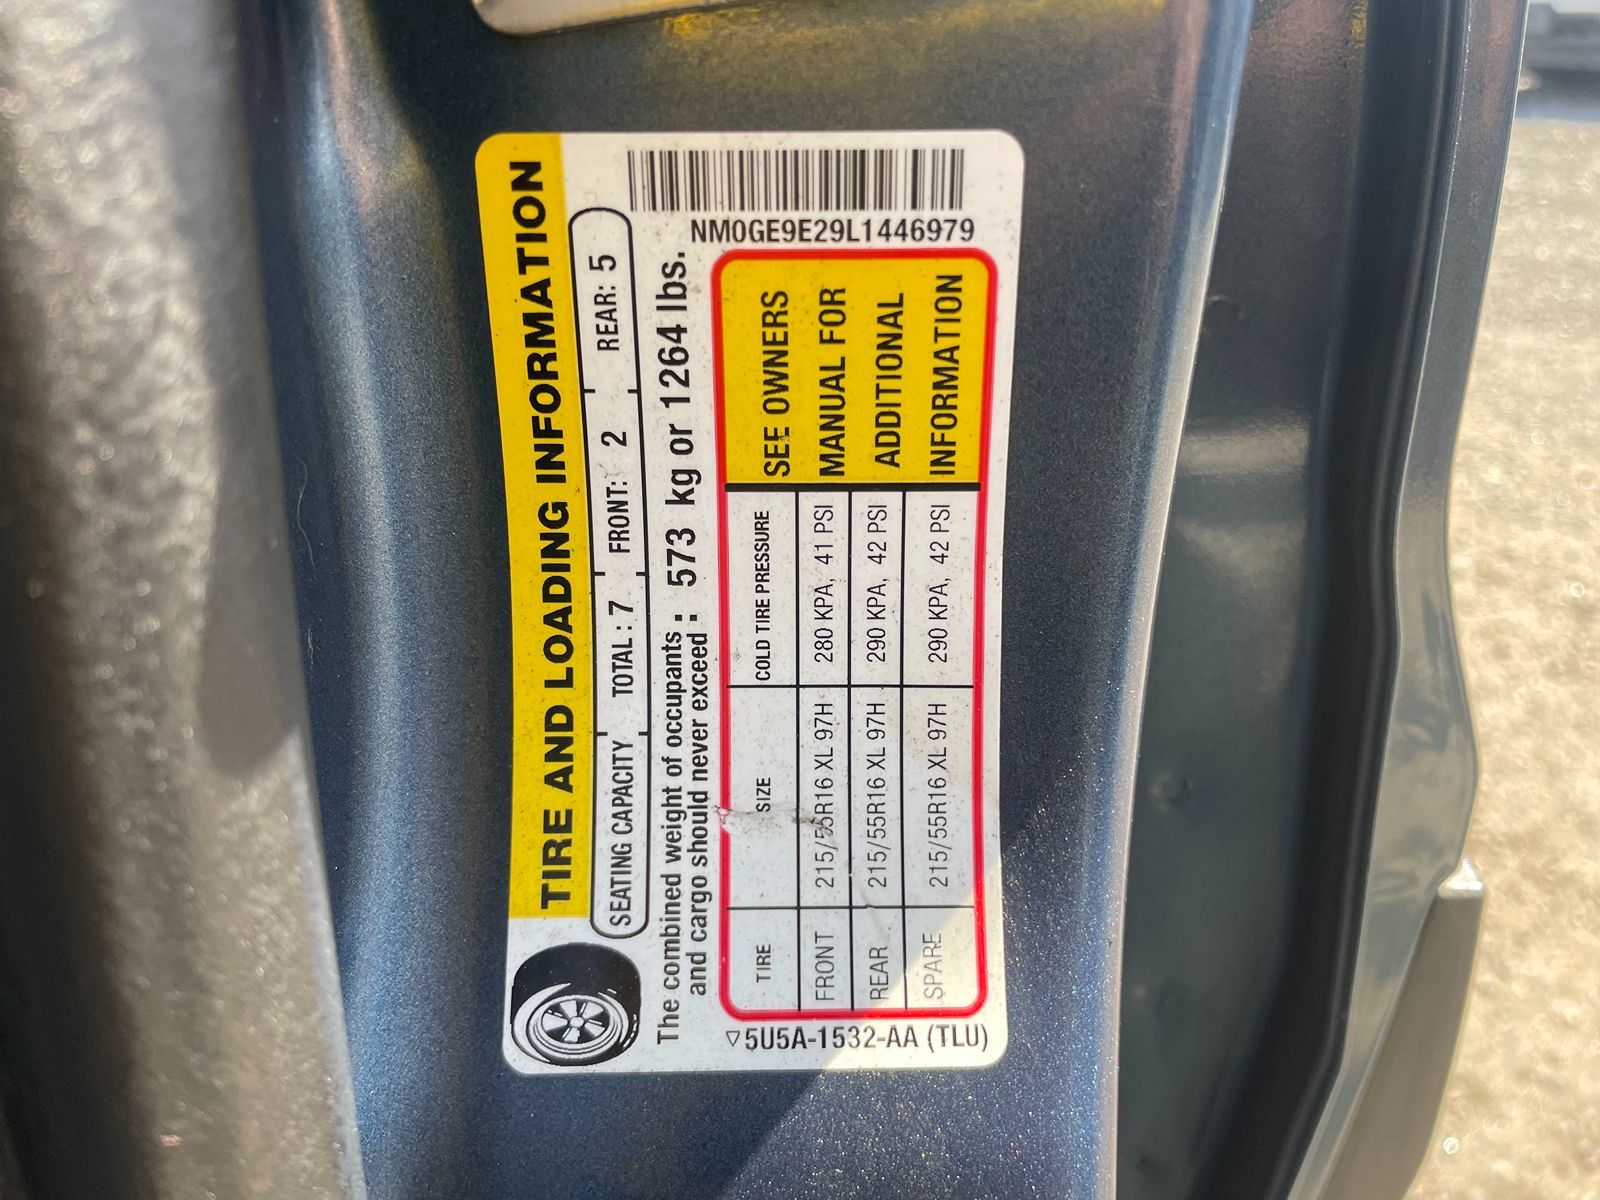 TIRE AND LOADING INFORMATION
SEATING CAPACITY TOTAL : 7 FRONT: 2 REAR: 5
The combined weight of occupants
and cargo should never exceed : 573 kg or 1264 lbs.
TIRE SIZE COLD TIRE PRESSURE
FRONT 215/55R16 XL 97H 280 KPA, 41 PSI
REAR 215/55R16 XL 97H 290 KPA, 42 PSI
SPARE 215/55R16 XL 97H 290 KPA, 42 PSI
SEE OWNERS
MANUAL FOR
ADDITIONAL
INFORMATION
5U5A-1532-AA (TLU)
NM0GE9E29L1446979